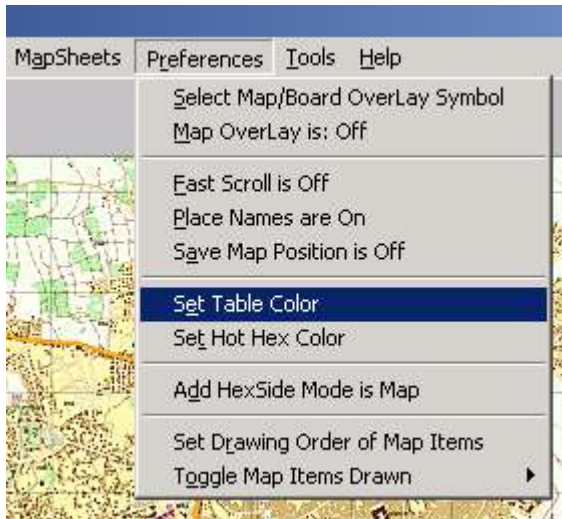 MapSheets Preferences Tools Help
Select Map/Board OverLay Symbol
Map OverLay is: Off
Fast Scroll is Off
Place Names are On
Save Map Position is Off
Set Table Color
Set Hot Hex Color
Add HexSide Mode is Map
Set Drawing Order of Map Items
Toggle Map Items Drawn